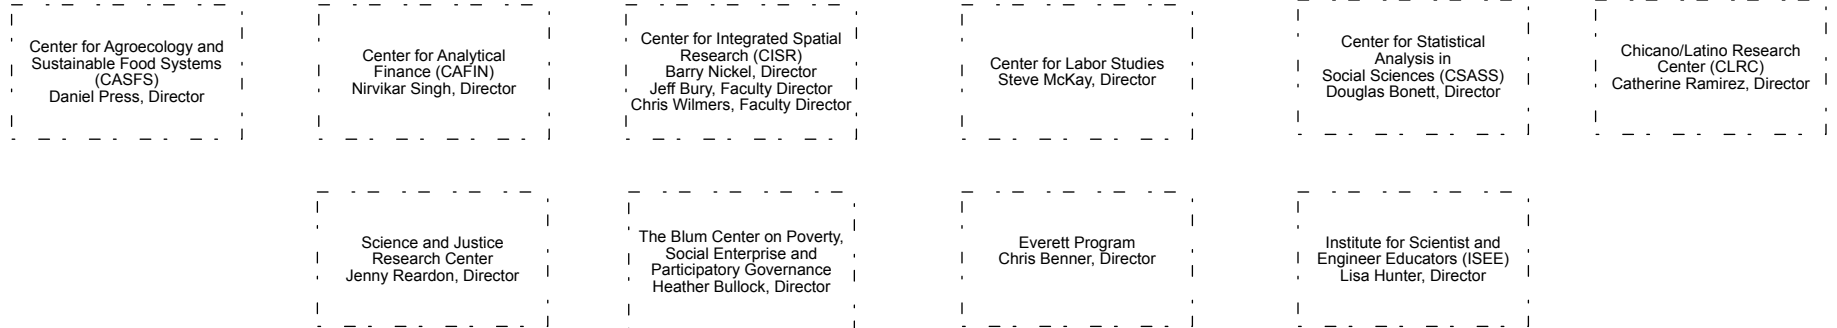 Center for Agroecology and
Sustainable Food Systems
(CASFS)
Daniel Press, Director
Center for Analytical
Finance (CAFIN)
Nirvikar Singh, Director
Center for Integrated Spatial
Research (CISR)
Barry Nickel, Director
Jeff Bury, Faculty Director
Chris Wilmers, Faculty Director
Center for Labor Studies
Steve McKay, Director
Center for Statistical
Analysis in
Social Sciences (CSASS)
Douglas Bonett, Director
Chicano/Latino Research
Center (CLRC)
Catherine Ramirez, Director
Science and Justice
Research Center
Jenny Reardon, Director
The Blum Center on Poverty,
Social Enterprise and
Participatory Governance
Heather Bullock, Director
Everett Program
Chris Benner, Director
Institute for Scientist and
Engineer Educators (ISEE)
Lisa Hunter, Director